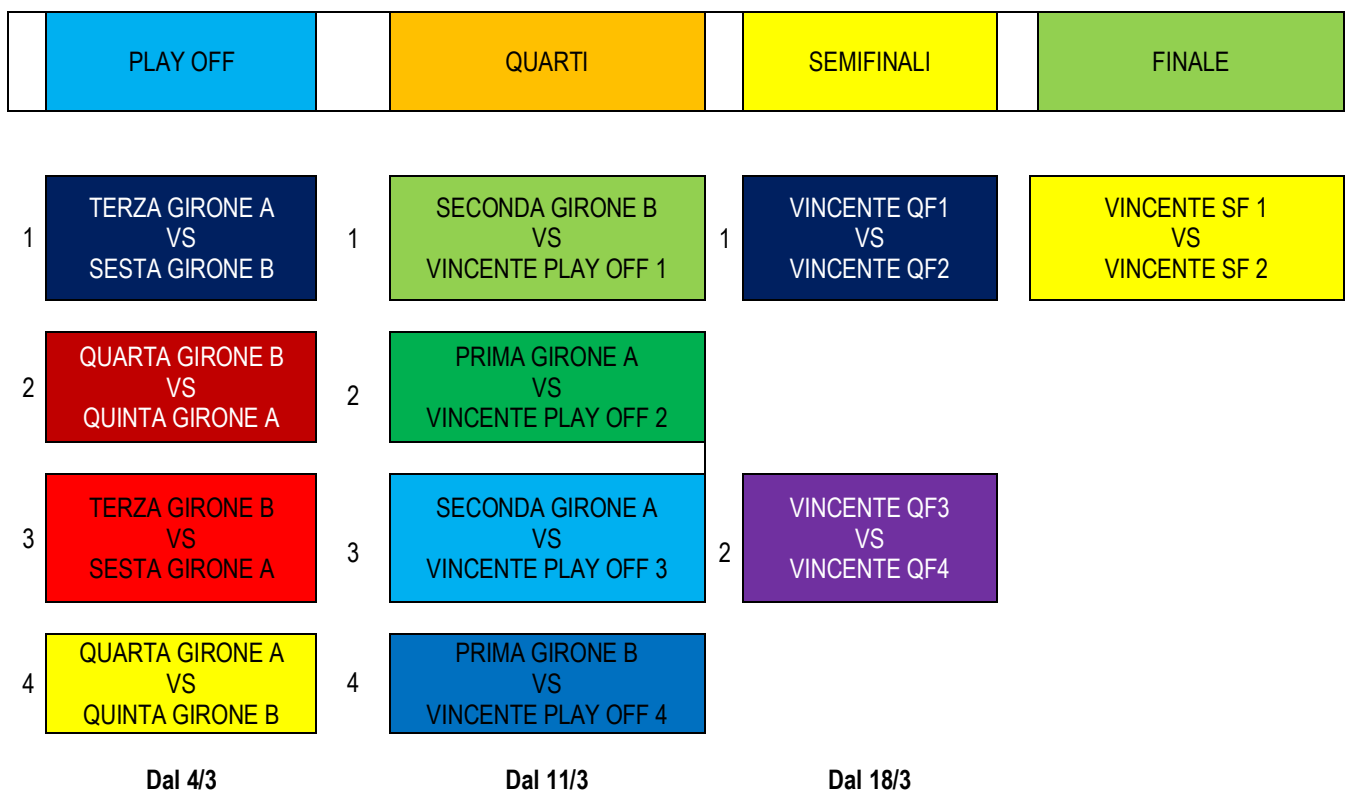 PLAY OFF
QUARTI
SEMIFINALI
FINALE
1
TERZA GIRONE A
VS
SESTA GIRONE B
1
SECONDA GIRONE B
VS
VINCENTE PLAY OFF 1
1
VINCENTE QF1
VS
VINCENTE QF2
VINCENTE SF 1
VS
VINCENTE SF 2
2
QUARTA GIRONE B
VS
QUINTA GIRONE A
2
PRIMA GIRONE A
VS
VINCENTE PLAY OFF 2
3
TERZA GIRONE B
VS
SESTA GIRONE A
3
SECONDA GIRONE A
VS
VINCENTE PLAY OFF 3
2
VINCENTE QF3
VS
VINCENTE QF4
4
QUARTA GIRONE A
VS
QUINTA GIRONE B
4
PRIMA GIRONE B
VS
VINCENTE PLAY OFF 4
Dal 4/3
Dal 11/3
Dal 18/3